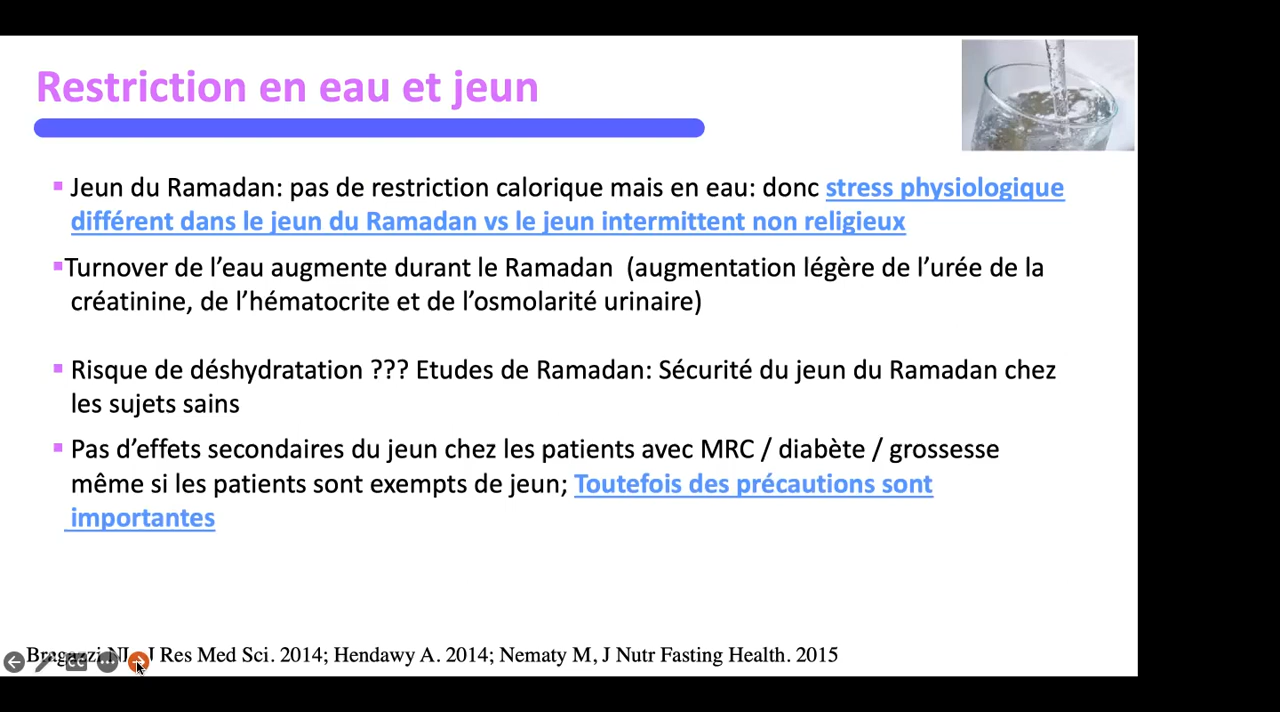 Restriction en eau et jeun
▪ Jeun du Ramadan: pas de restriction calorique mais en eau: donc stress physiologique
différent dans le jeun du Ramadan vs le jeun intermittent non religieux
▪Turnover de l’eau augmente durant le Ramadan (augmentation légère de l’urée de la
créatinine, de l’hématocrite et de l’osmolarité urinaire)
▪ Risque de déshydratation ??? Etudes de Ramadan: Sécurité du jeun du Ramadan chez
les sujets sains
▪ Pas d’effets secondaires du jeun chez les patients avec MRC / diabète / grossesse
même si les patients sont exempts de jeun; Toutefois des précautions sont
importantes
Bragazzi J Res Med Sci. 2014; Hendawy A. 2014; Nematy M, J Nutr Fasting Health. 2015